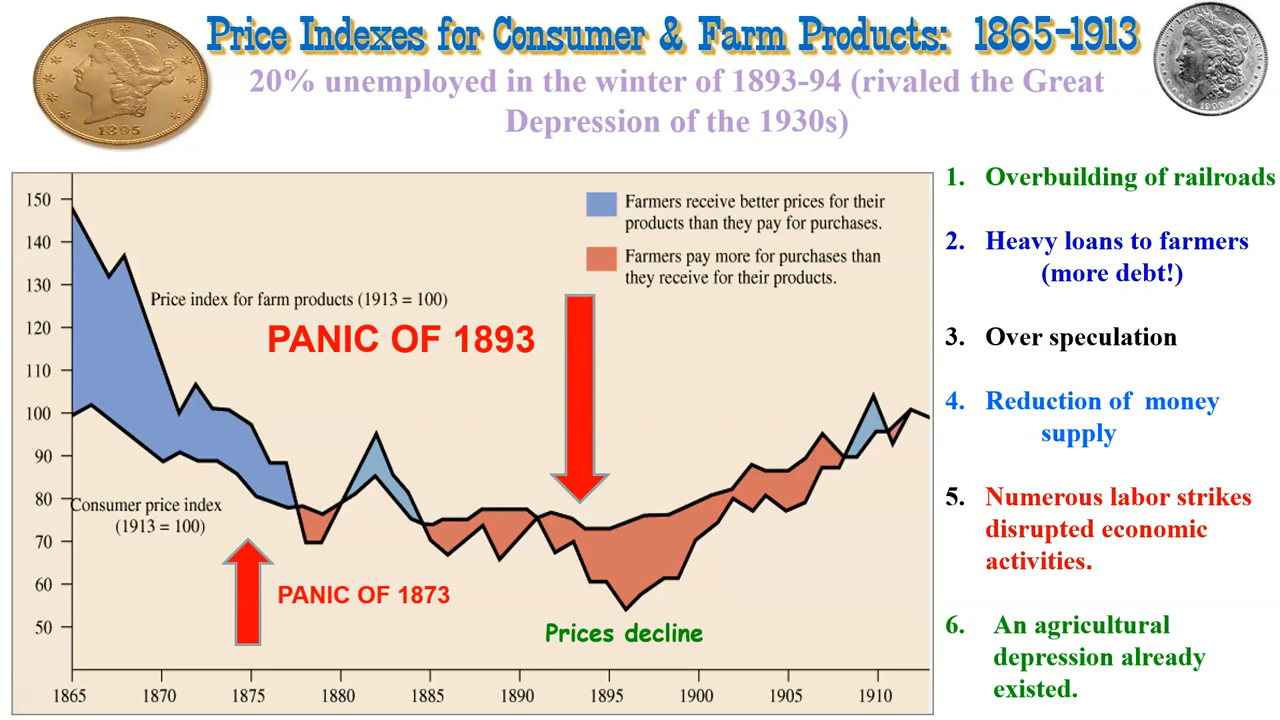 Price Indexes for Consumer & Farm Products: 1865-1913
20% unemployed in the winter of 1893-94 (rivaled the Great
Depression of the 1930s)
1895
1900
150
140
130
120
110
100
90
80
70
60
50
Farmers receive better prices for their
products than they pay for purchases.
Farmers pay more for purchases than
they receive for their products.
Price index for farm products (1913 = 100)
PANIC OF 1893
Consumer price index
(1913 = 100)
PANIC OF 1873
Prices decline
1865 1870 1875 1880 1885 1890 1895 1900 1905 1910
1. Overbuilding of railroads
2. Heavy loans to farmers
(more debt!)
3. Over speculation
4. Reduction of money
supply
5. Numerous labor strikes
disrupted economic
activities.
6. An agricultural
depression already
existed.